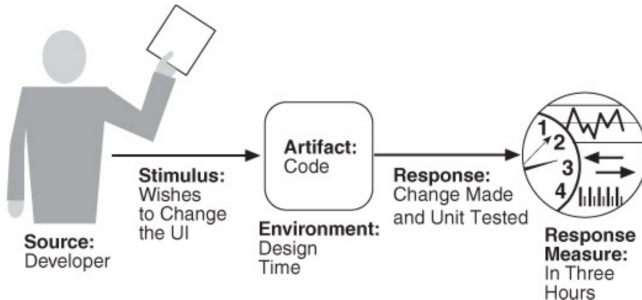 Source:
Developer
Stimulus:
Wishes
to Change
the UI
Artifact:
Code
Environment:
Design
Time
Response:
Change Made
and Unit Tested
1
2
3
4
Response
Measure:
In Three
Hours